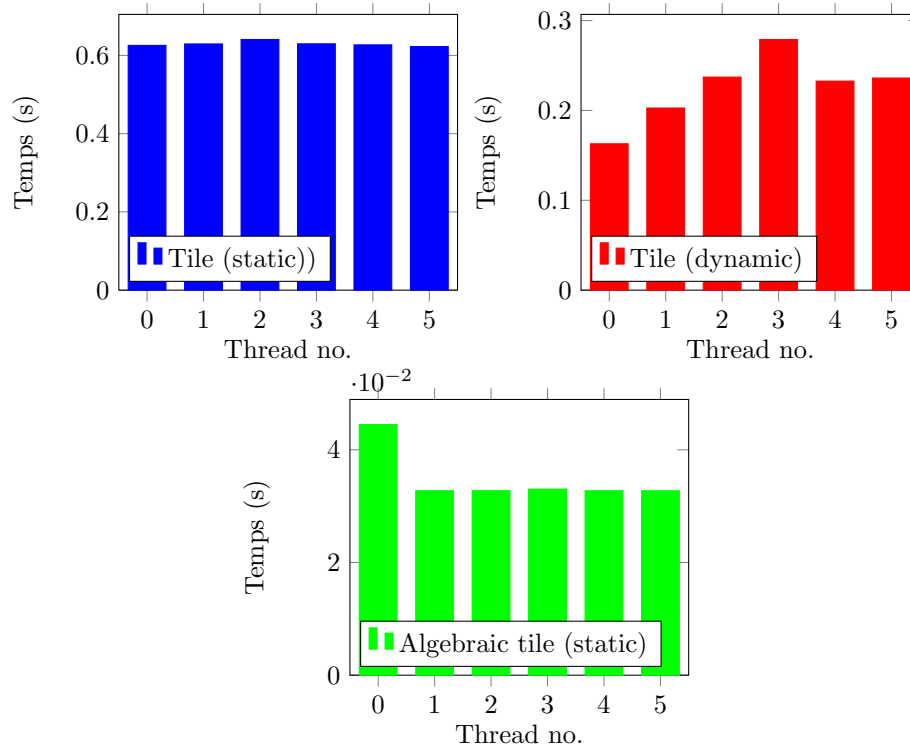 0.6
0.4
0.2
0
Temps (s)
Tile (static))
0 1 2 3 4 5
Thread no.
0.3
0.2
0.1
0
Temps (s)
Tile (dynamic)
0 1 2 3 4 5
Thread no.
·10−2
4
2
0
Temps (s)
Algebraic tile (static)
0 1 2 3 4 5
Thread no.